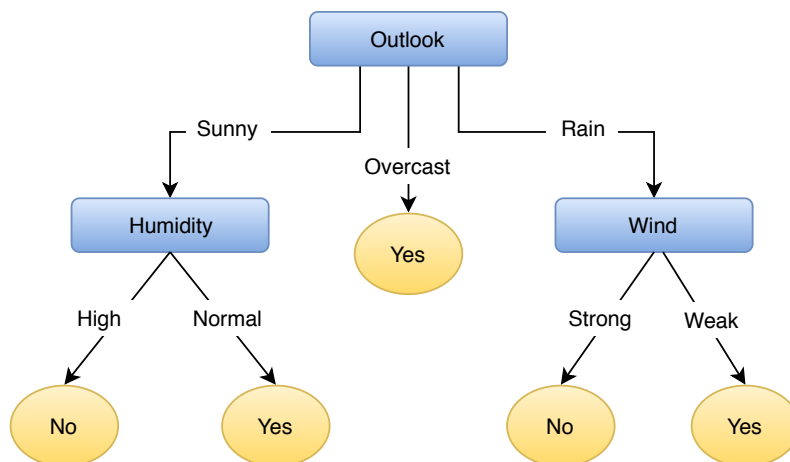 Outlook
Sunny
Rain
Overcast
Humidity
Yes
Wind
High
Normal
Strong
Weak
No
Yes
No
Yes